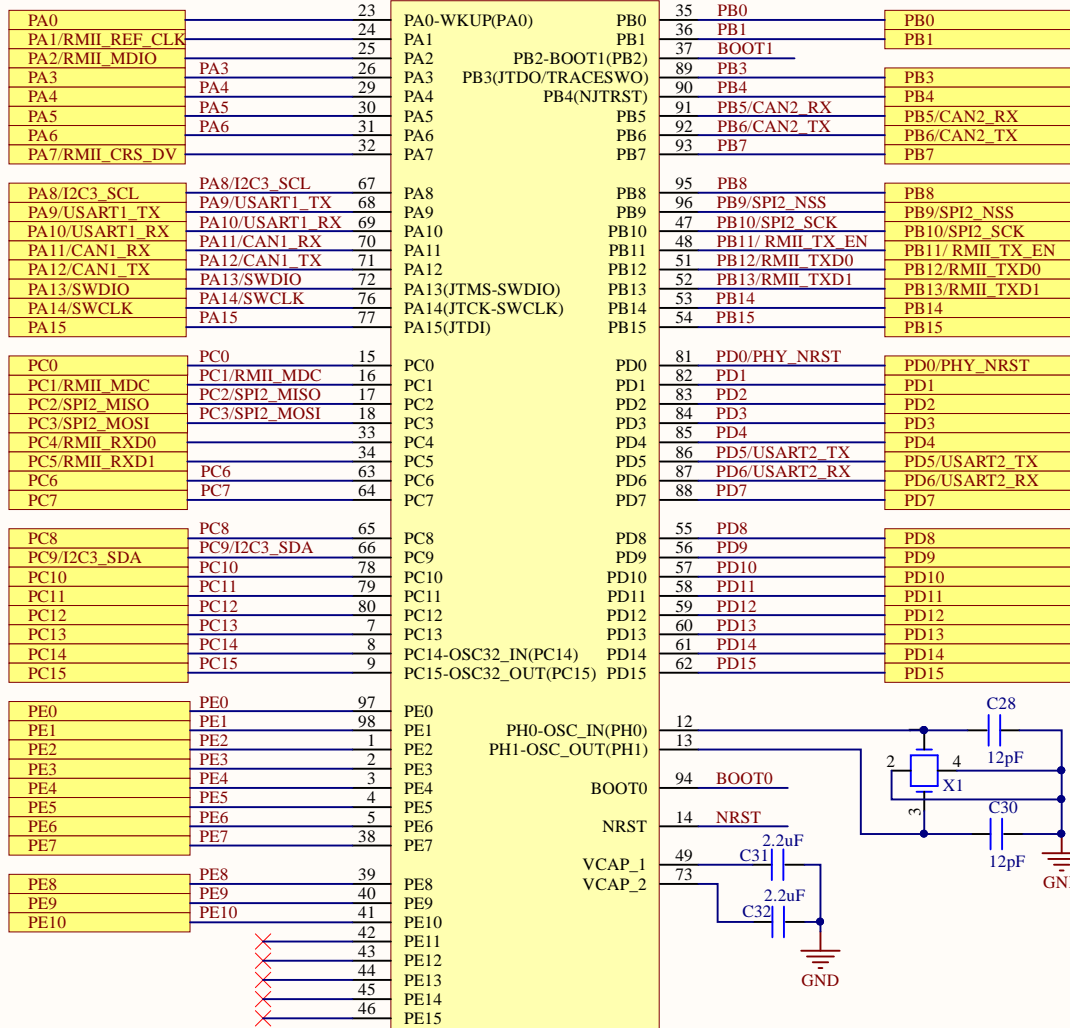 PA0 23 PA0-WKUP(PA0) PB0 35 PB0 PB0
PA1/RMII_REF_CLK 24 PA1 PB1 36 PB1 PB1
PA2/RMII_MDIO 25 PA2 PB2-BOOT1(PB2) 37 BOOT1
PA3 PA3 26 PA3 PB3(JTDO/TRACESWO) 89 PB3 PB3
PA4 PA4 29 PA4 PB4(NJTRST) 90 PB4 PB4
PA5 PA5 30 PA5 PB5 91 PB5/CAN2_RX PB5/CAN2_RX
PA6 PA6 31 PA6 PB6 92 PB6/CAN2_TX PB6/CAN2_TX
PA7/RMII_CRS_DV 32 PA7 PB7 93 PB7 PB7
PA8/I2C3_SCL PA8/I2C3_SCL 67 PA8 PB8 95 PB8 PB8
PA9/USART1_TX PA9/USART1_TX 68 PA9 PB9 96 PB9/SPI2_NSS PB9/SPI2_NSS
PA10/USART1_RX PA10/USART1_RX 69 PA10 PB10 47 PB10/SPI2_SCK PB10/SPI2_SCK
PA11/CAN1_RX PA11/CAN1_RX 70 PA11 PB11 48 PB11/ RMII_TX_EN PB11/ RMII_TX_EN
PA12/CAN1_TX PA12/CAN1_TX 71 PA12 PB12 51 PB12/RMII_TXD0 PB12/RMII_TXD0
PA13/SWDIO PA13/SWDIO 72 PA13(JTMS-SWDIO) PB13 52 PB13/RMII_TXD1 PB13/RMII_TXD1
PA14/SWCLK PA14/SWCLK 76 PA14(JTCK-SWCLK) PB14 53 PB14 PB14
PA15 PA15 77 PA15(JTDI) PB15 54 PB15 PB15
PC0 PC0 15 PC0 PD0 81 PD0/PHY_NRST PD0/PHY_NRST
PC1/RMII_MDC PC1/RMII_MDC 16 PC1 PD1 82 PD1 PD1
PC2/SPI2_MISO PC2/SPI2_MISO 17 PC2 PD2 83 PD2 PD2
PC3/SPI2_MOSI PC3/SPI2_MOSI 18 PC3 PD3 84 PD3 PD3
PC4/RMII_RXD0 33 PC4 PD4 85 PD4 PD4
PC5/RMII_RXD1 34 PC5 PD5 86 PD5/USART2_TX PD5/USART2_TX
PC6 PC6 63 PC6 PD6 87 PD6/USART2_RX PD6/USART2_RX
PC7 PC7 64 PC7 PD7 88 PD7 PD7
PC8 PC8 65 PC8 PD8 55 PD8 PD8
PC9/I2C3_SDA PC9/I2C3_SDA 66 PC9 PD9 56 PD9 PD9
PC10 PC10 78 PC10 PD10 57 PD10 PD10
PC11 PC11 79 PC11 PD11 58 PD11 PD11
PC12 PC12 80 PC12 PD12 59 PD12 PD12
PC13 PC13 7 PC13 PD13 60 PD13 PD13
PC14 PC14 8 PC14-OSC32_IN(PC14) PD14 61 PD14 PD14
PC15 PC15 9 PC15-OSC32_OUT(PC15) PD15 62 PD15 PD15
PE0 PE0 97 PE0 C28
PE1 PE1 98 PE1 PH0-OSC_IN(PH0) 12
PE2 PE2 1 PE2 PH1-OSC_OUT(PH1) 13 12pF
PE3 PE3 2 PE3 2 4
PE4 PE4 3 PE4 BOOT0 94 BOOT0 X1
PE5 PE5 4 PE5 3 C30
PE6 PE6 5 PE6 NRST 14 NRST
PE7 PE7 38 PE7 2.2uF
VCAP_1 49 C31 12pF
PE8 PE8 39 PE8 VCAP_2 73 GND
PE9 PE9 40 PE9 2.2uF
PE10 PE10 41 PE10 C32
42 PE11
43 PE12
44 PE13 GND
45 PE14
46 PE15